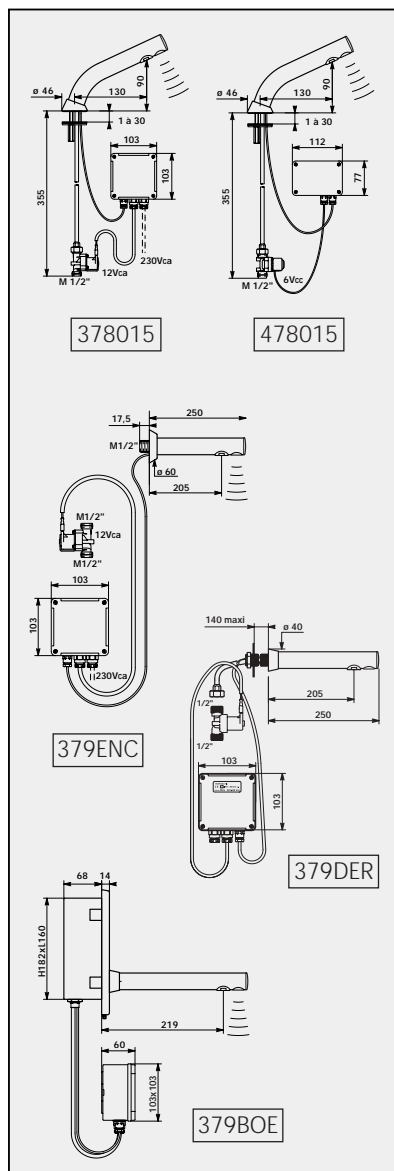 ø 46
130
90
1 à 30
103
103
355
230Vca
12Vca
M 1/2"
378015
ø 46
130
90
1 à 30
112
77
355
6Vcc
M 1/2"
478015
17,5
250
M1/2"
ø 60
205
M1/2"
12Vca
M1/2"
103
103
230Vca
379ENC
140 maxi
ø 40
205
250
1/2"
1/2"
103
103
379DER
68
14
H182xL160
219
60
103x103
379BOE